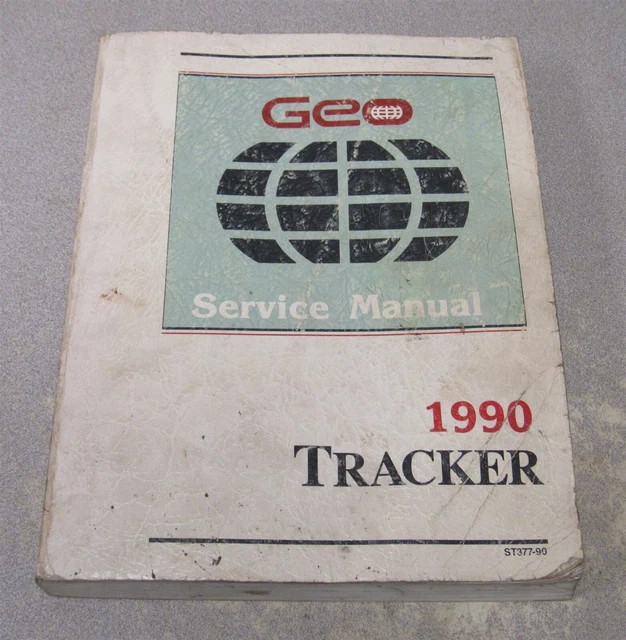 Geo
Service Manual
1990
TRACKER
ST377-90